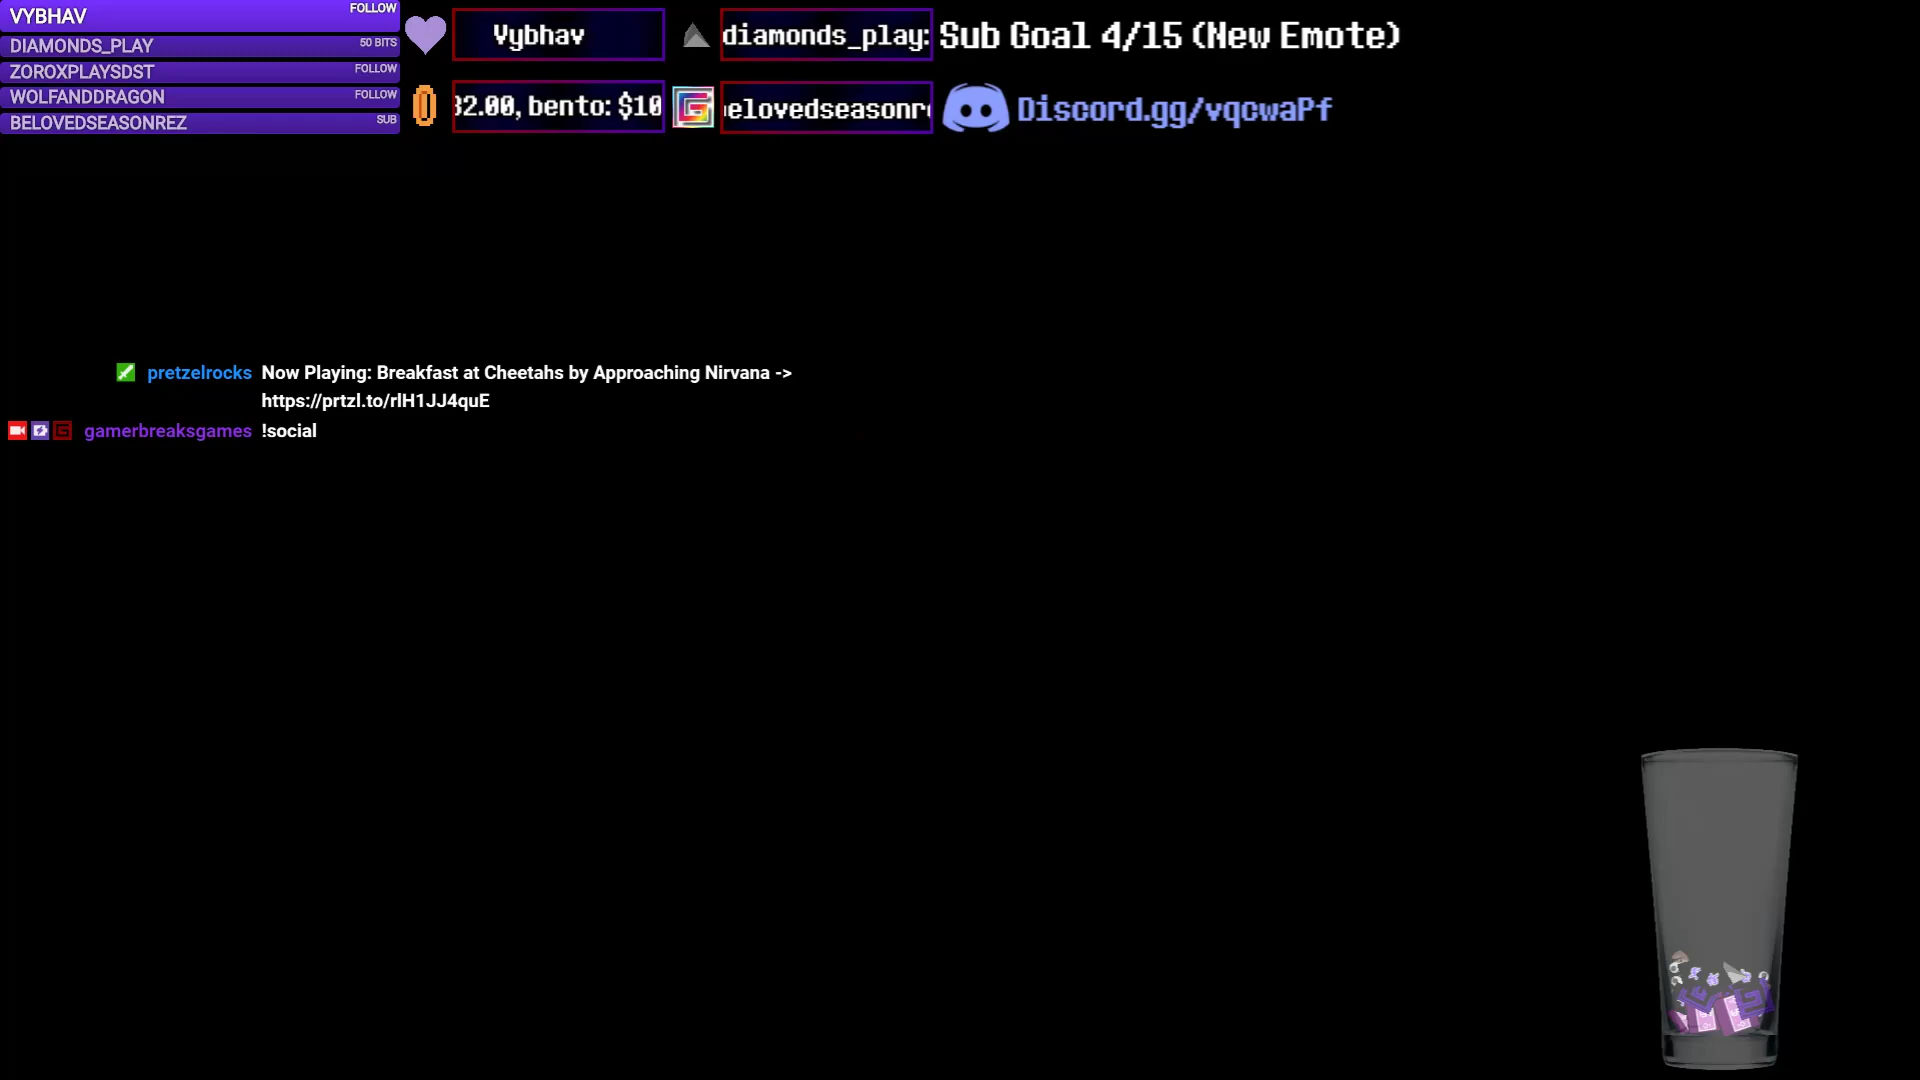 VYBHAV FOLLOW
DIAMONDS_PLAY 50 BITS
ZOROXPLAYSDST FOLLOW
WOLFANDDRAGON FOLLOW
BELOVEDSEASONREZ SUB
Vybhav
diamonds_play:
Sub Goal 4/15 (New Emote)
32.00, bento: $10
elovedseasonr
Discord.gg/vqcwaPf
pretzelrocks Now Playing: Breakfast at Cheetahs by Approaching Nirvana ->
https://prtzl.to/rlH1JJ4quE
gamerbreaksgames !social